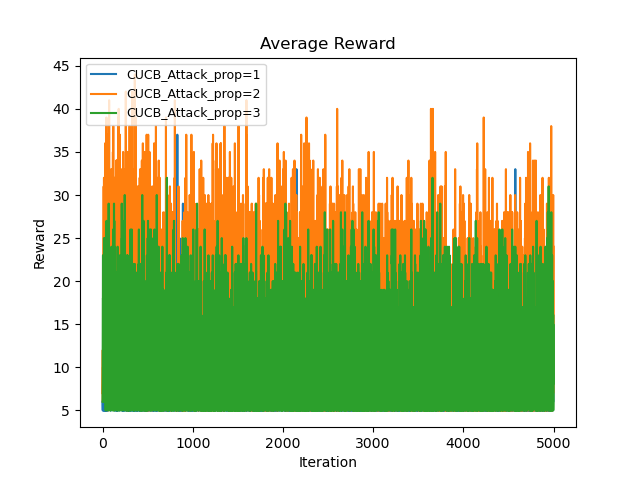 Average Reward
CUCB_Attack_prop=1
CUCB_Attack_prop=2
CUCB_Attack_prop=3
45
40
35
30
25
20
15
10
5
Reward
0 1000 2000 3000 4000 5000
Iteration